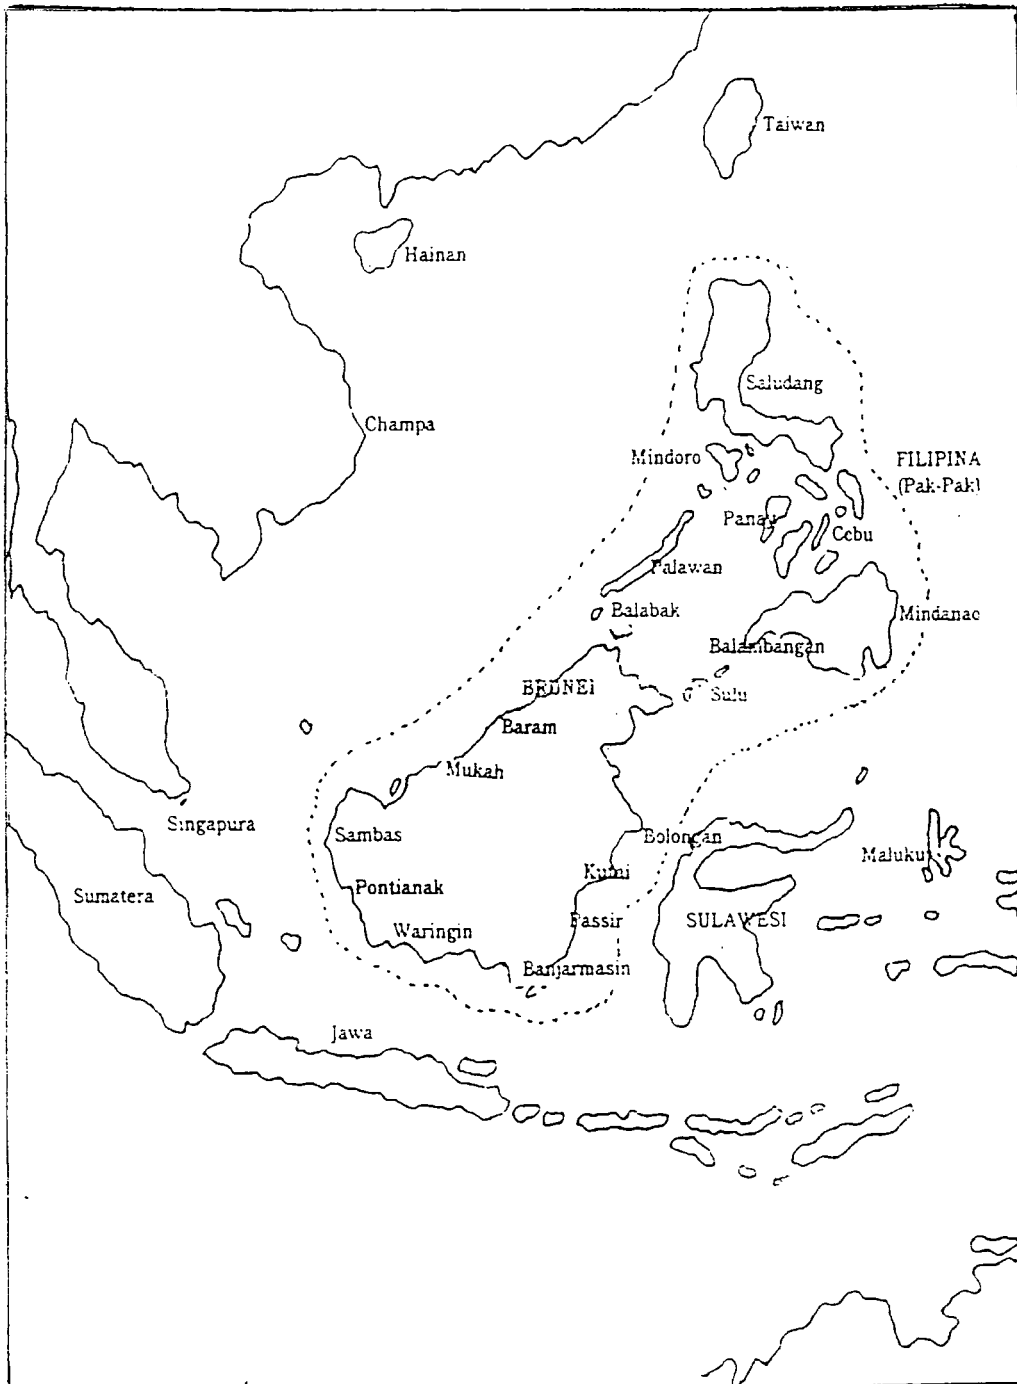 Taiwan
Hainan
Saludang
Champa
Mindoro
FILIPINA
(Pak-Pak)
Panay
Cebu
Palawan
Balabak
Mindanao
Balambangan
BRUNEI
Sulu
Baram
Mukah
Singapura
Sambas
Bolongan
Maluku
Kutai
Sumatera
Pontianak
Passir
SULAWESI
Waringin
Banjarmasin
Jawa